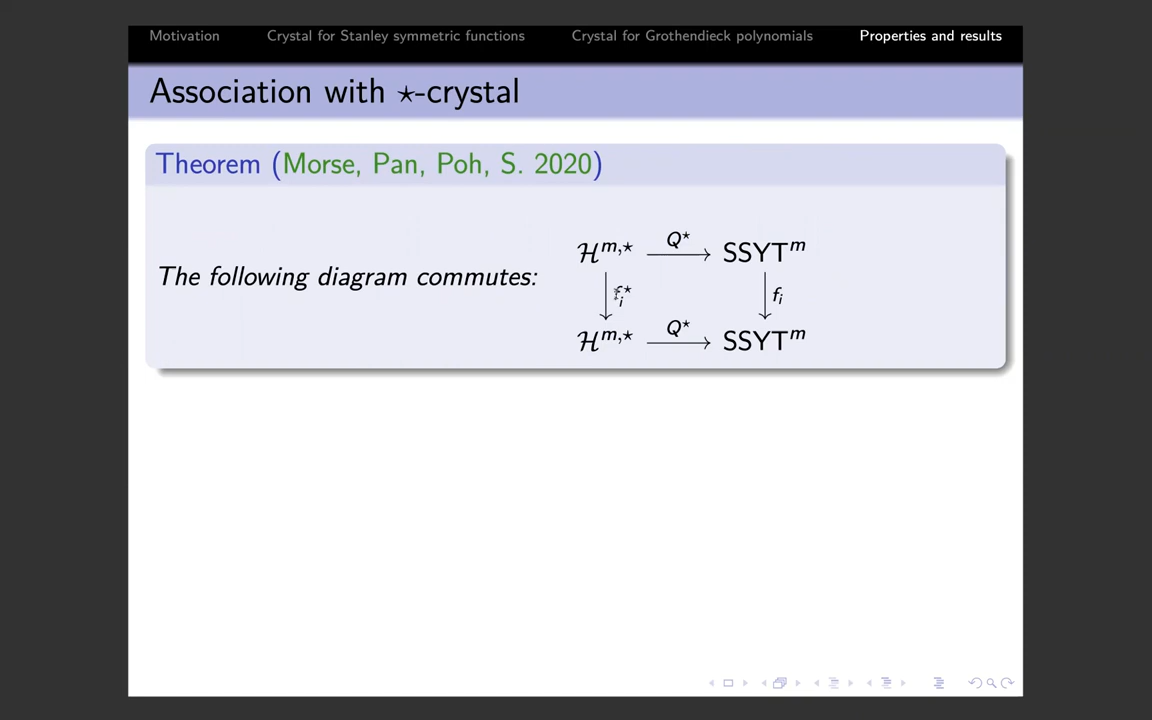 Motivation Crystal for Stanley symmetric functions Crystal for Grothendieck polynomials Properties and results
Association with ⋆-crystal
Theorem (Morse, Pan, Poh, S. 2020)
The following diagram commutes:
ℋ^{m,⋆} Q^⋆ SSYT^m
f_i^⋆ f_i
ℋ^{m,⋆} Q^⋆ SSYT^m